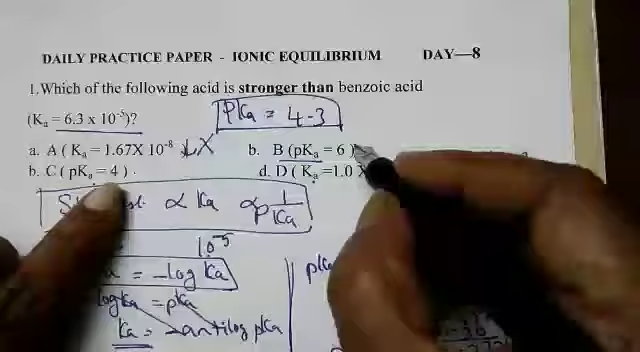 DAILY PRACTICE PAPER - IONIC EQUILIBRIUM DAY—8
1.Which of the following acid is stronger than benzoic acid
(Ka = 6.3 x 10⁻⁵)? PKa = 4-3
a. A ( Ka = 1.67X 10⁻⁸ X b. B (pKa = 6 )
b. C ( pKa = 4 ) . d. D ( Ka =1.0 X
∝ Ka ∝ 1/PKa
10⁻⁵
= -log Ka pKa
logKa = pKa
Ka = antilog pKa